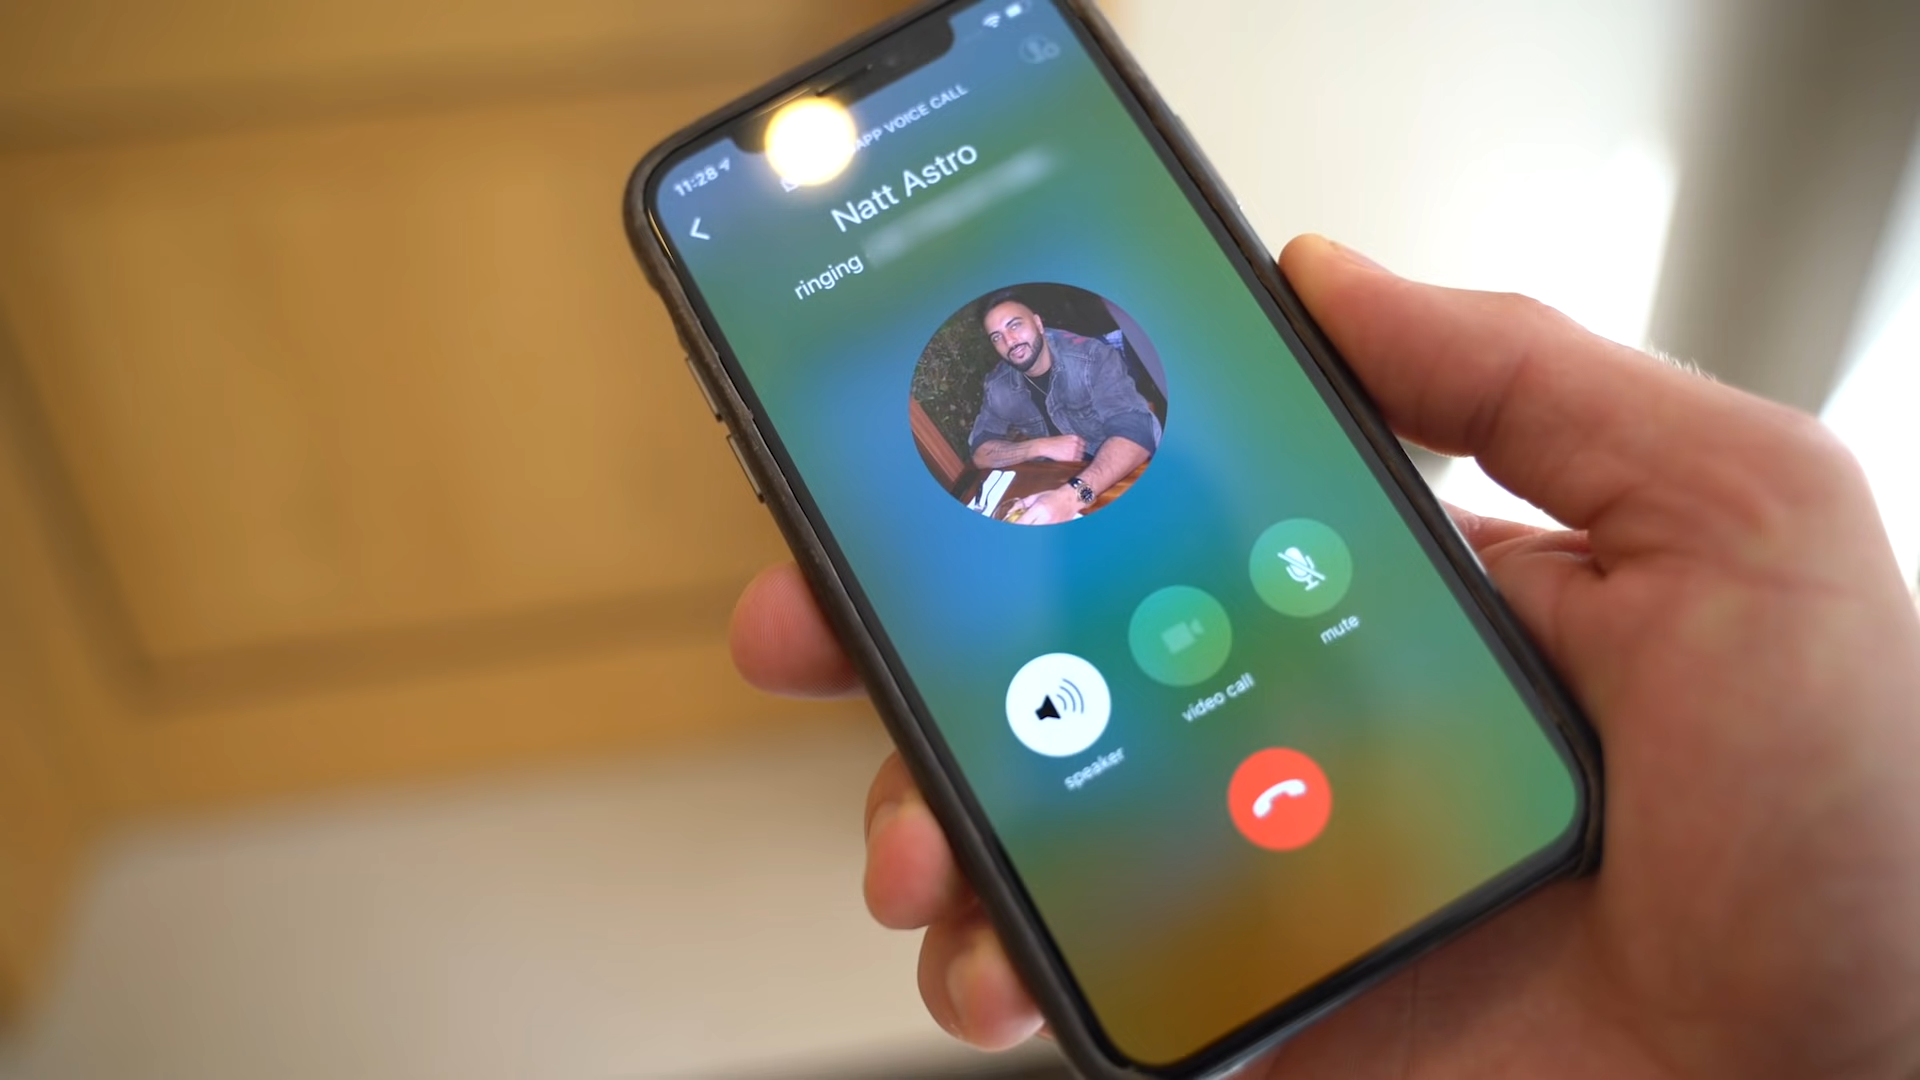 11:28
APP VOICE CALL
Natt Astro
ringing
speaker
video call
mute